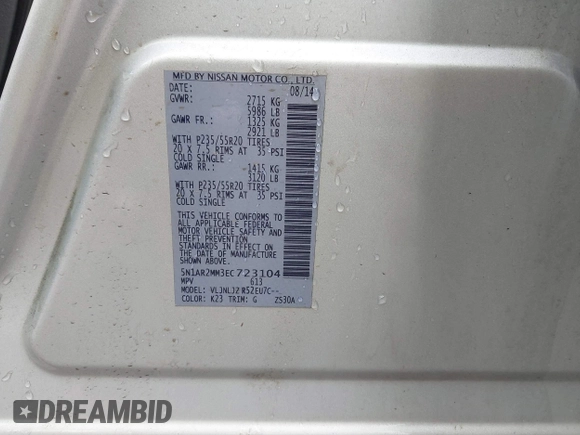 MFD BY NISSAN MOTOR CO., LTD.
DATE: 08/14
GVWR: 2715 KG
5986 LB
GAWR FR.: 1325 KG
2921 LB
WITH P235/55R20 TIRES
20 X 7.5 RIMS AT 35 PSI
COLD SINGLE
GAWR RR.: 1415 KG
3120 LB
WITH P235/55R20 TIRES
20 X 7.5 RIMS AT 35 PSI
COLD SINGLE
THIS VEHICLE CONFORMS TO
ALL APPLICABLE FEDERAL
MOTOR VEHICLE SAFETY AND
THEFT PREVENTION
STANDARDS IN EFFECT ON
THE DATE OF MANUFACTURE
SHOWN ABOVE.
5N1AR2MM3EC723104
MPV 613
MODEL: VLJNLJZ R52EU7C--
COLOR: K23 TRIM: G ZS30A
DREAMBID